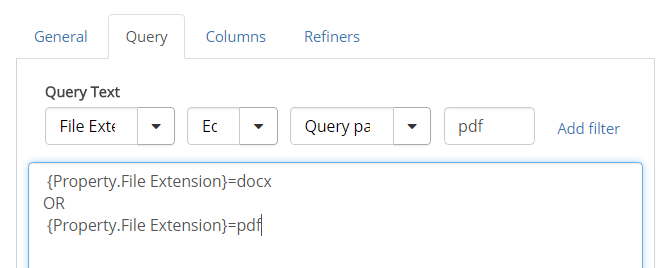 General Query Columns Refiners
Query Text
File Exte Ec Query pa pdf Add filter
{Property.File Extension}=docx
OR
{Property.File Extension}=pdf